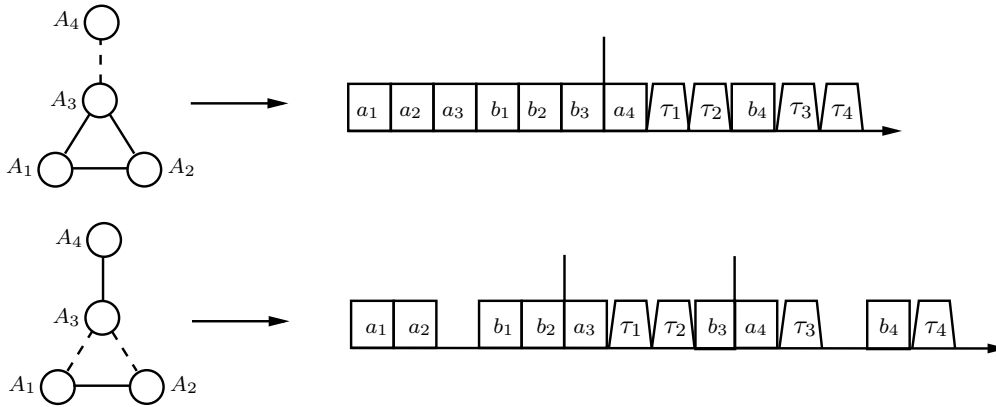 A₄
A₃
A₁ A₂
a₁ a₂ a₃ b₁ b₂ b₃ a₄ τ₁ τ₂ b₄ τ₃ τ₄
A₄
A₃
A₁ A₂
a₁ a₂ b₁ b₂ a₃ τ₁ τ₂ b₃ a₄ τ₃ b₄ τ₄